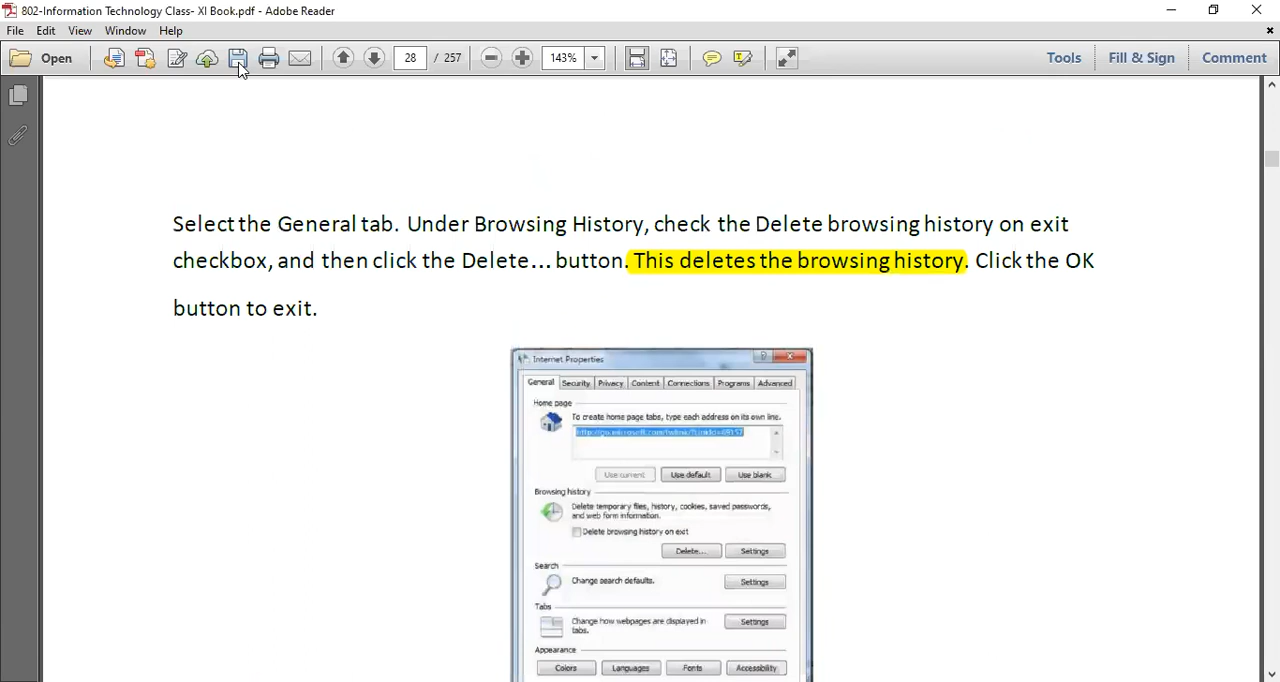 802-Information Technology Class- XI Book.pdf - Adobe Reader
File Edit View Window Help
Open 28 / 257 143% Tools Fill & Sign Comment
Select the General tab. Under Browsing History, check the Delete browsing history on exit
checkbox, and then click the Delete... button. This deletes the browsing history. Click the OK
button to exit.
Internet Properties
General Security Privacy Content Connections Programs Advanced
Home page
To create home page tabs, type each address on its own line.
Use current Use default Use blank
Browsing history
Delete temporary files, history, cookies, saved passwords,
and web form information.
Delete browsing history on exit
Delete... Settings
Search
Change search defaults. Settings
Tabs
Change how webpages are displayed in Settings
tabs.
Appearance
Colors Languages Fonts Accessibility